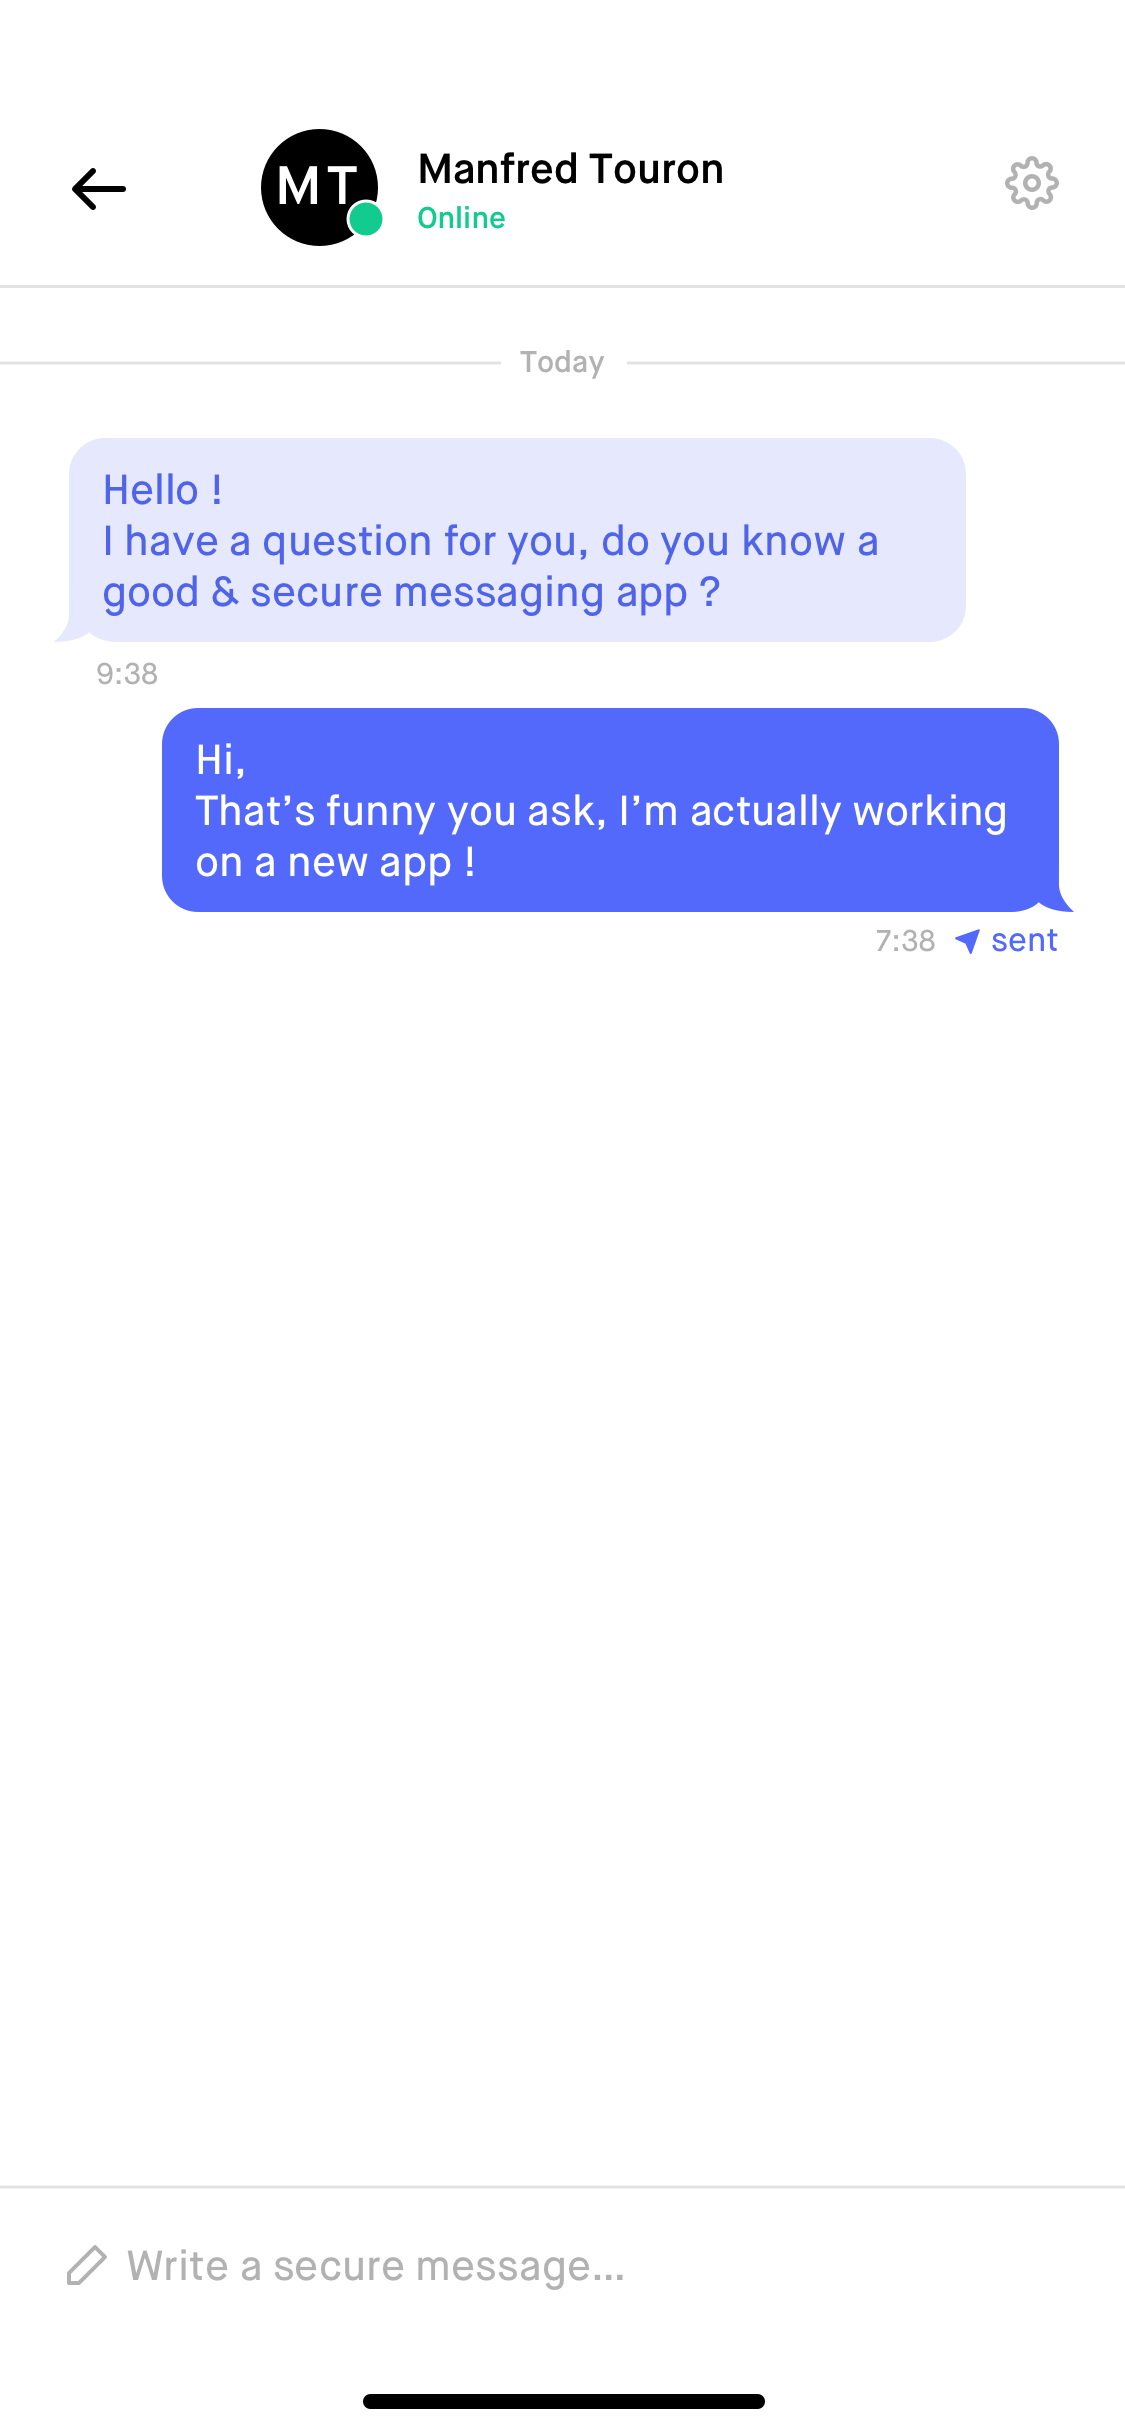 MT
Manfred Touron
Online
Today
Hello !
I have a question for you, do you know a
good & secure messaging app ?
9:38
Hi,
That’s funny you ask, I’m actually working
on a new app !
7:38 sent
Write a secure message...